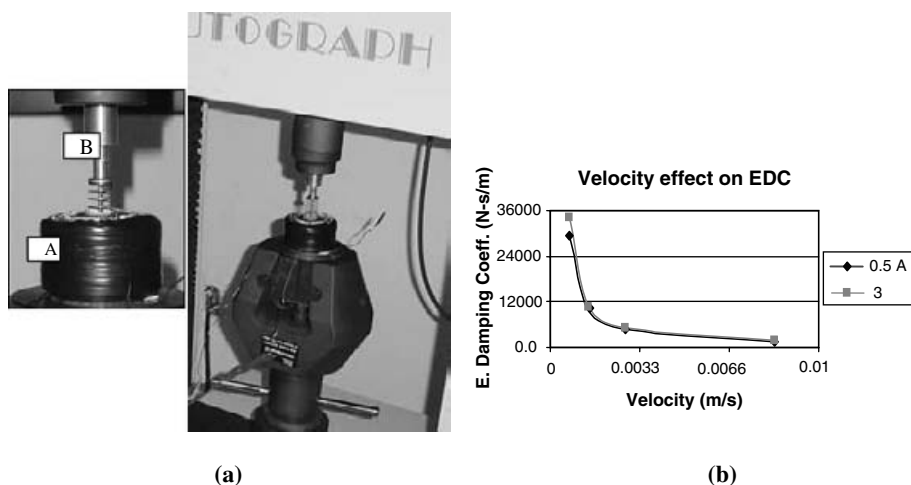 UTOGRAPH
B
A
(a)
Velocity effect on EDC
E. Damping Coeff. (N-s/m)
36000
24000
12000
0.0
0
0.0033
0.0066
0.01
Velocity (m/s)
0.5 A
3
(b)